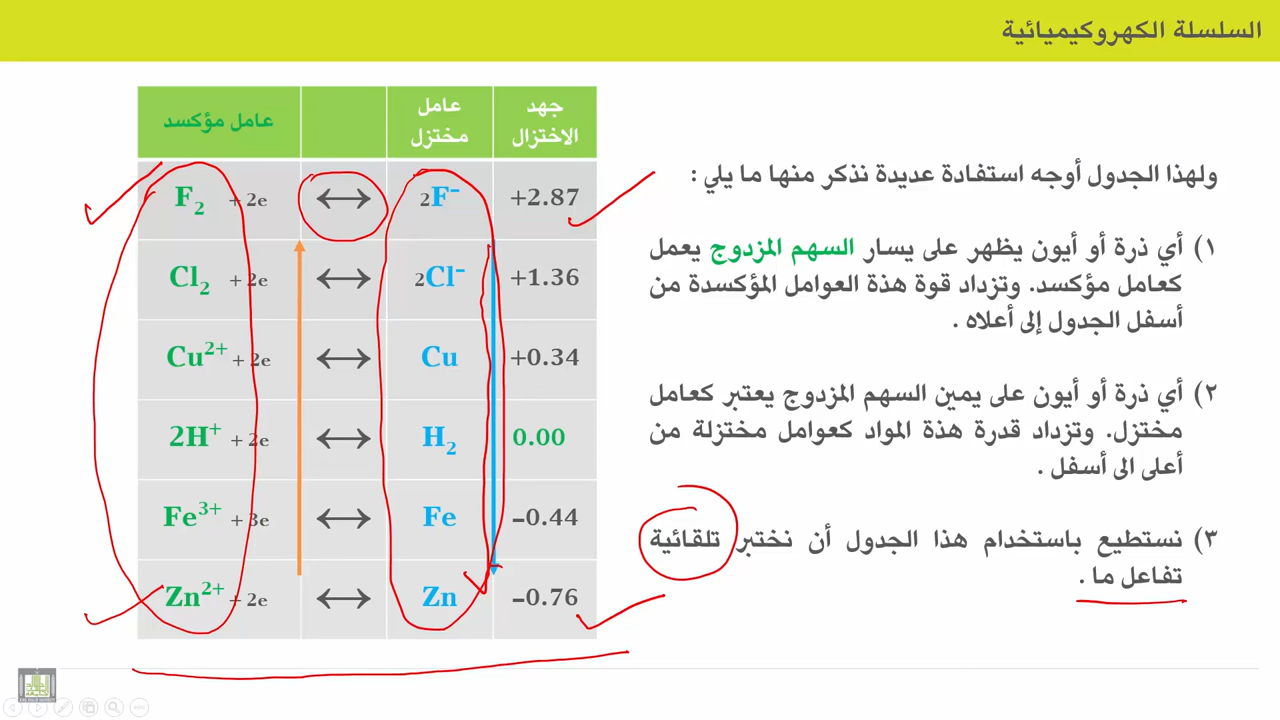 السلسلة الكهروكيميائية
عامل مؤكسد
عامل مختزل
جهد الاختزال
F₂ + 2e ⟷ 2F⁻ +2.87
Cl₂ + 2e ⟷ 2Cl⁻ +1.36
Cu²⁺ + 2e ⟷ Cu +0.34
2H⁺ + 2e ⟷ H₂ 0.00
Fe³⁺ + 3e ⟷ Fe –0.44
Zn²⁺ + 2e ⟷ Zn –0.76
ولهذا الجدول أوجه استفادة عديدة نذكر منها ما يلي :
١) أي ذرة أو أيون يظهر على يسار السهم المزدوج يعمل
كعامل مؤكسد. وتزداد قوة هذه العوامل المؤكسدة من
أسفل الجدول إلى أعلاه .
٢) أي ذرة أو أيون على يمين السهم المزدوج يعتبر كعامل
مختزل. وتزداد قدرة هذه المواد كعوامل مختزلة من
أعلى الى أسفل .
٣) نستطيع باستخدام هذا الجدول أن نختبر تلقائية
تفاعل ما .